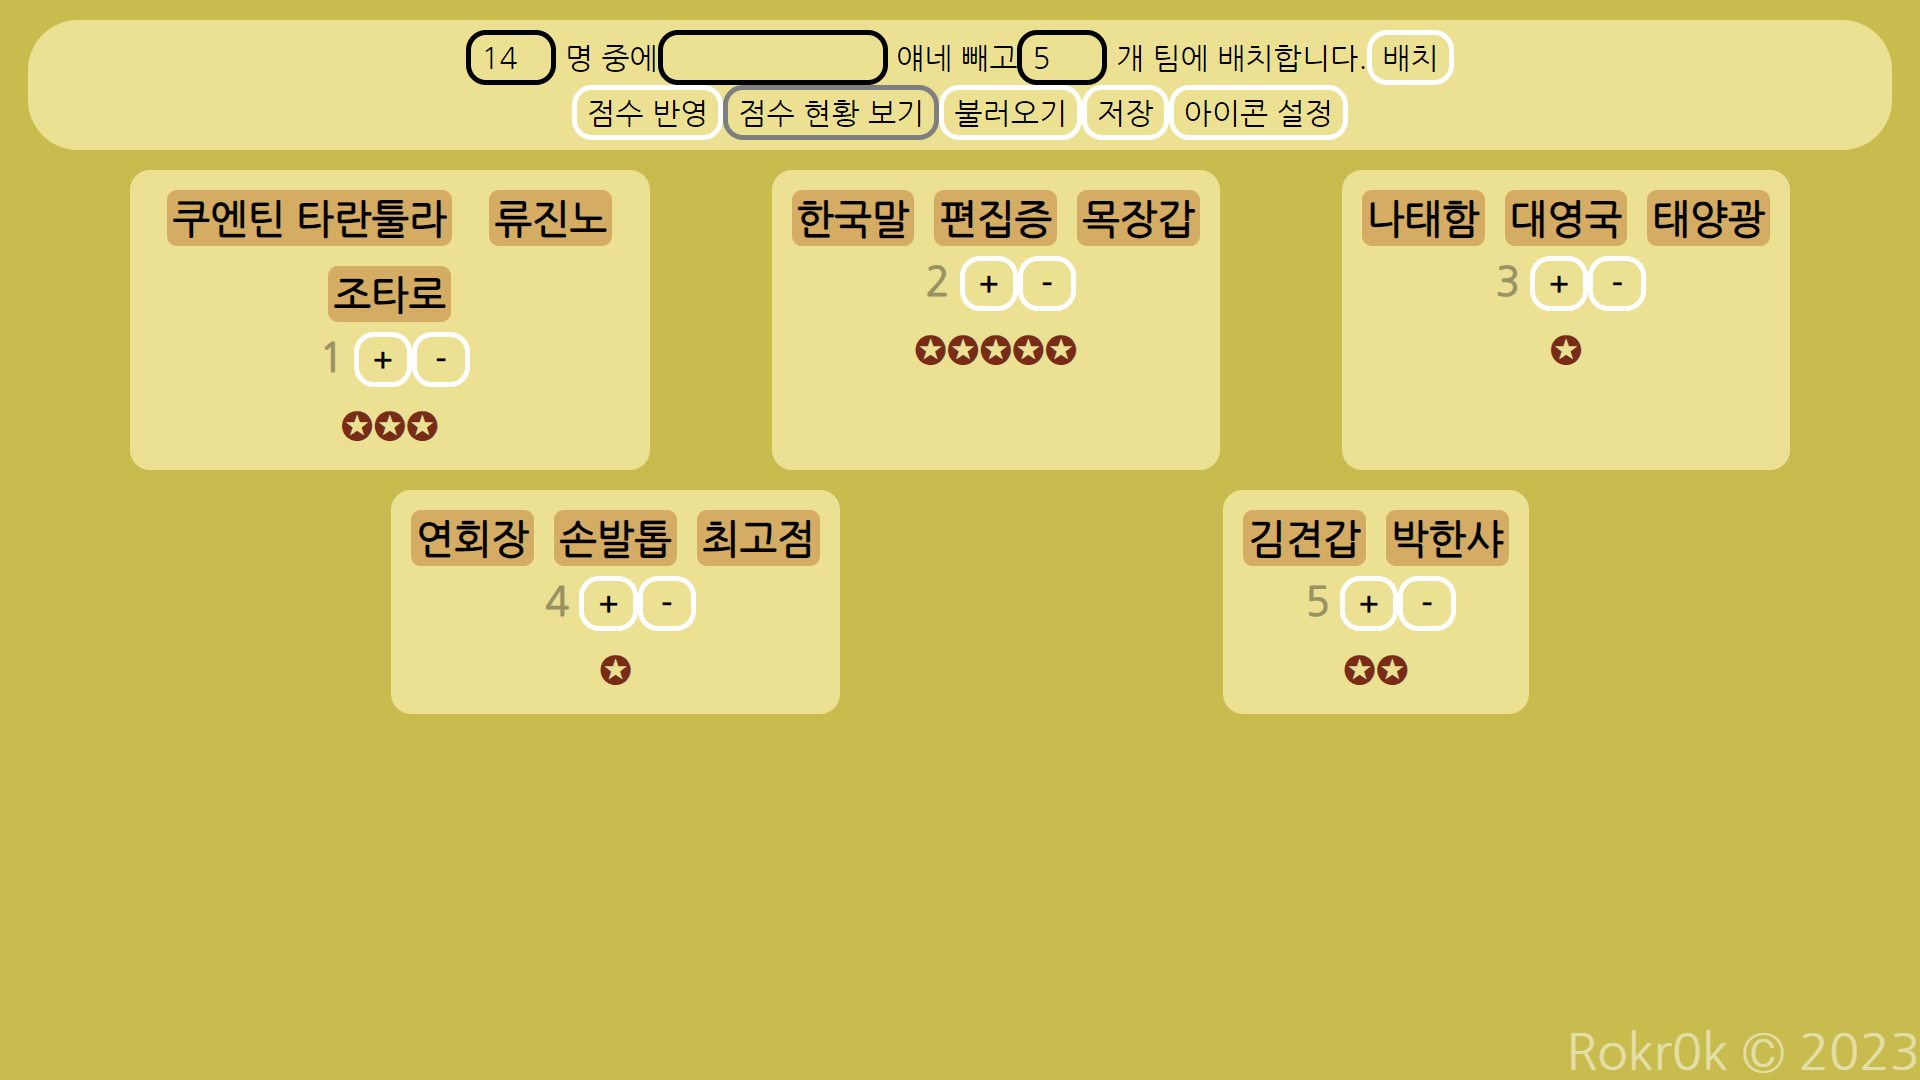 14 명 중에 얘네 빼고 5 개 팀에 배치합니다. 배치
점수 반영 점수 현황 보기 불러오기 저장 아이콘 설정
쿠엔틴 타란툴라 류진노
조타로
1 + -
✪✪✪
한국말 편집증 목장갑
2 + -
✪✪✪✪✪
나태함 대영국 태양광
3 + -
✪
연회장 손발톱 최고점
4 + -
✪
김견갑 박한샤
5 + -
✪✪
Rokr0k © 2023